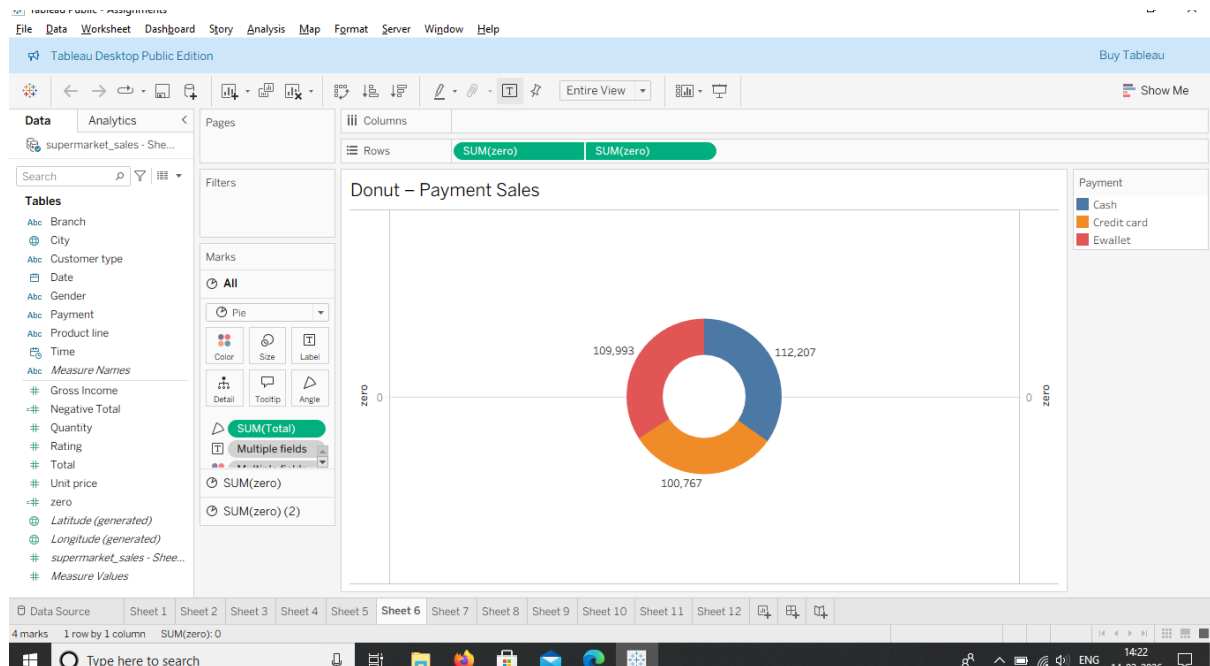 Tableau Public - Assignments
File Data Worksheet Dashboard Story Analysis Map Format Server Window Help
Tableau Desktop Public Edition Buy Tableau
Entire View Show Me
Data Analytics Pages Columns
supermarket_sales - She...
Rows SUM(zero) SUM(zero)
Search Filters Donut – Payment Sales Payment
Tables Cash
Abc Branch Credit card
City Ewallet
Abc Customer type Marks
Date All
Abc Gender
Abc Payment Pie
Abc Product line
Time Color Size Label
Abc Measure Names
Gross Income Detail Tooltip Angle
Negative Total
Quantity SUM(Total)
Rating Multiple fields
Total
Unit price SUM(zero)
zero
Latitude (generated) SUM(zero) (2)
Longitude (generated)
supermarket_sales - Shee...
Measure Values
109,993 112,207
zero 0 0 zero
100,767
Data Source Sheet 1 Sheet 2 Sheet 3 Sheet 4 Sheet 5 Sheet 6 Sheet 7 Sheet 8 Sheet 9 Sheet 10 Sheet 11 Sheet 12
4 marks 1 row by 1 column SUM(zero): 0
Type here to search ENG 14:22